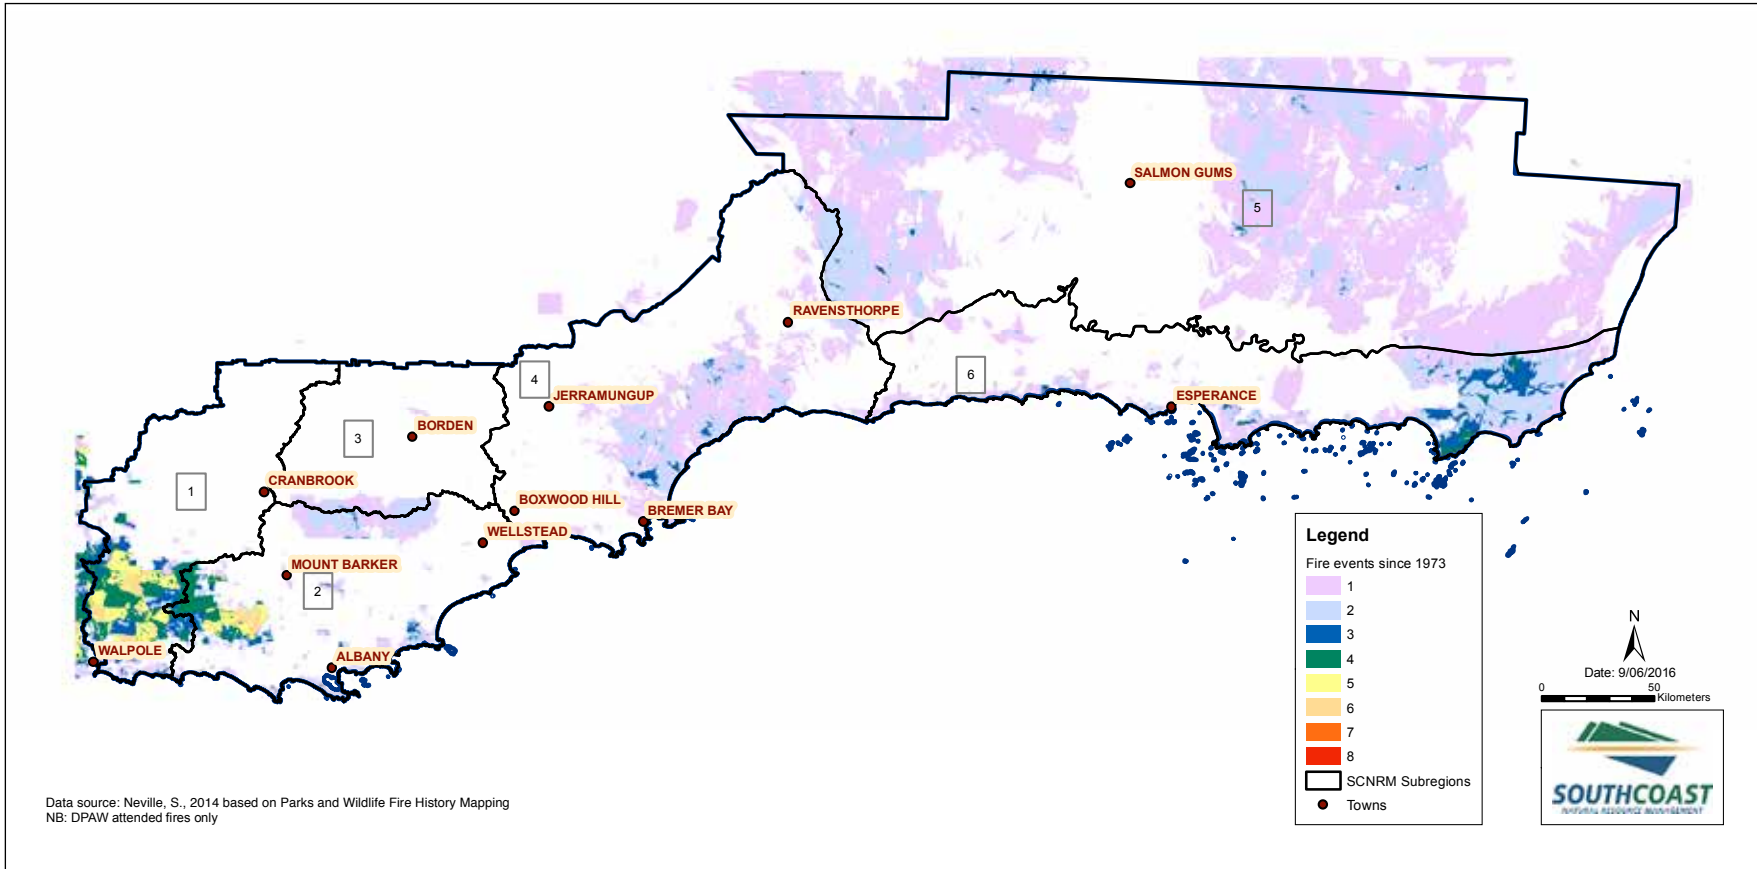 SALMON GUMS
5
RAVENSTHORPE
4
6
JERRAMUNGUP
ESPERANCE
BORDEN
3
CRANBROOK
1
BOXWOOD HILL
BREMER BAY
WELLSTEAD
MOUNT BARKER
2
WALPOLE
ALBANY
Legend
Fire events since 1973
1
2
3
4
5
6
7
8
SCNRM Subregions
Towns
N
Date: 9/06/2016
0 50
Kilometers
SOUTHCOAST
NATURAL RESOURCE MANAGEMENT
Data source: Neville, S., 2014 based on Parks and Wildlife Fire History Mapping
NB: DPAW attended fires only